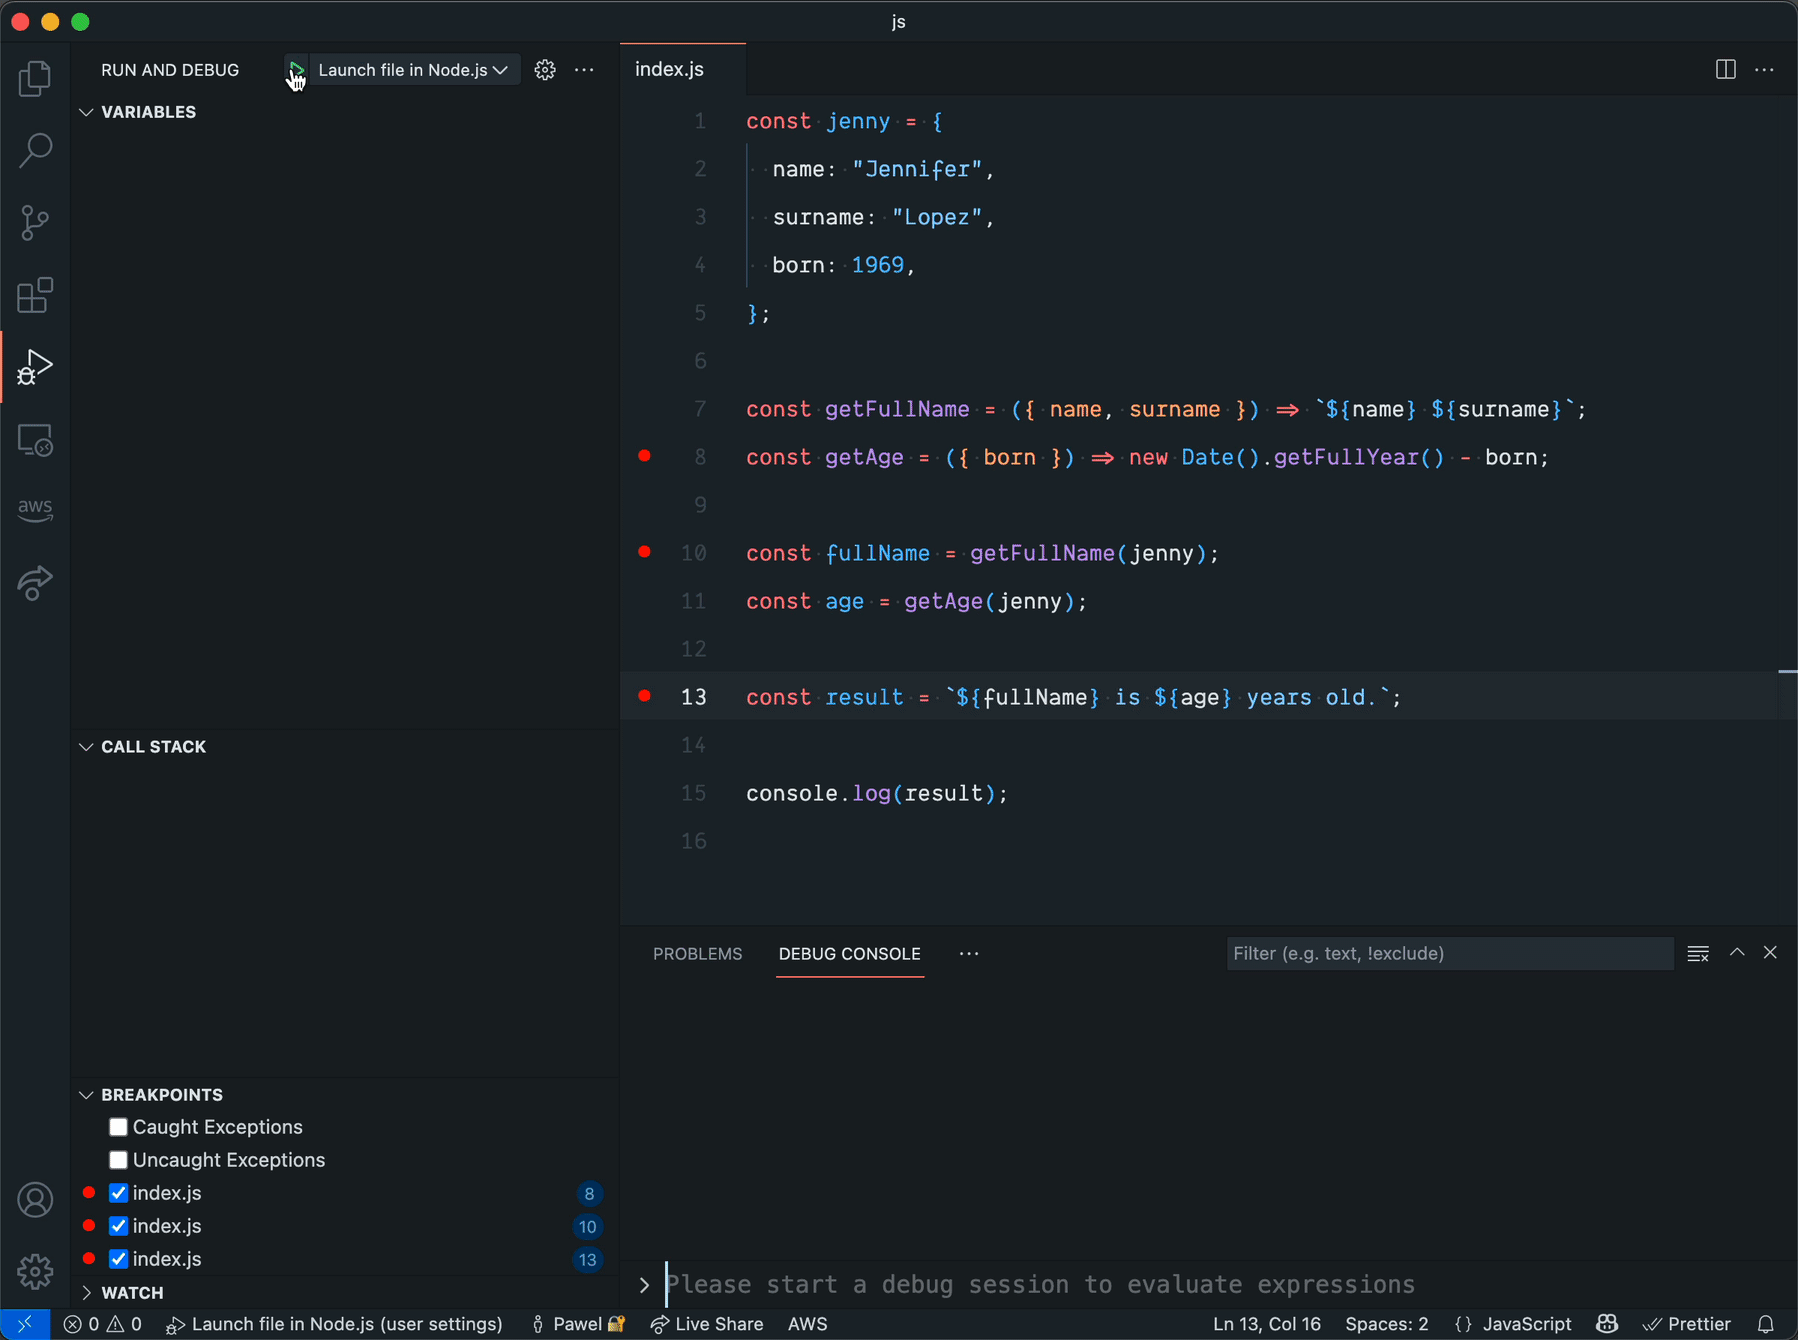 js
RUN AND DEBUG
Launch file in Node.js
VARIABLES
aws
CALL STACK
BREAKPOINTS
Caught Exceptions
Uncaught Exceptions
index.js 8
index.js 10
index.js 13
WATCH
index.js
1 const jenny = {
2 name: "Jennifer",
3 surname: "Lopez",
4 born: 1969,
5 };
6
7 const getFullName = ({ name, surname }) => `${name} ${surname}`;
8 const getAge = ({ born }) => new Date().getFullYear() - born;
9
10 const fullName = getFullName(jenny);
11 const age = getAge(jenny);
12
13 const result = `${fullName} is ${age} years old.`;
14
15 console.log(result);
16
PROBLEMS DEBUG CONSOLE ···
Filter (e.g. text, !exclude)
> Please start a debug session to evaluate expressions
0 0 Launch file in Node.js (user settings) Pawel Live Share AWS Ln 13, Col 16 Spaces: 2 {} JavaScript Prettier